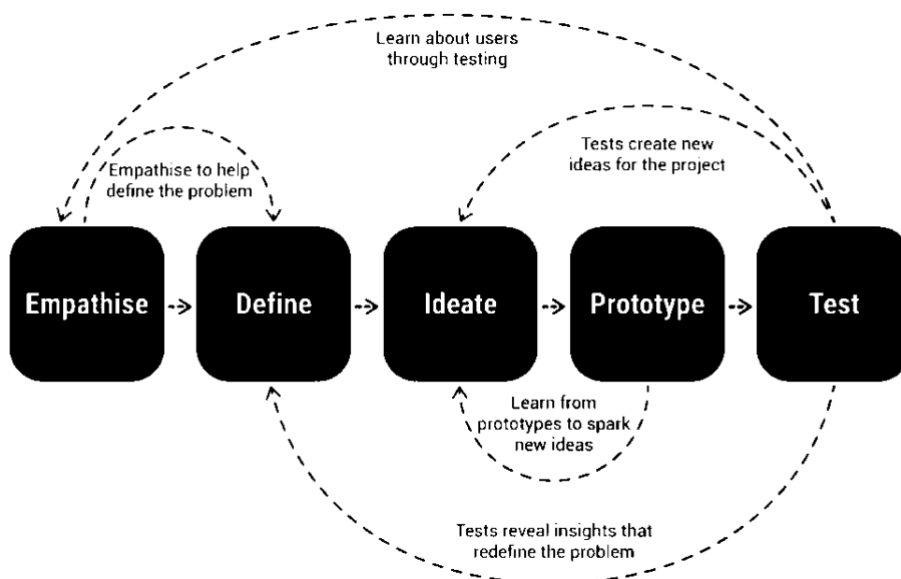 Learn about users
through testing
Tests create new
ideas for the project
Empathise to help
define the problem
Empathise
Define
Ideate
Prototype
Test
Learn from
prototypes to spark
new ideas
Tests reveal insights that
redefine the problem